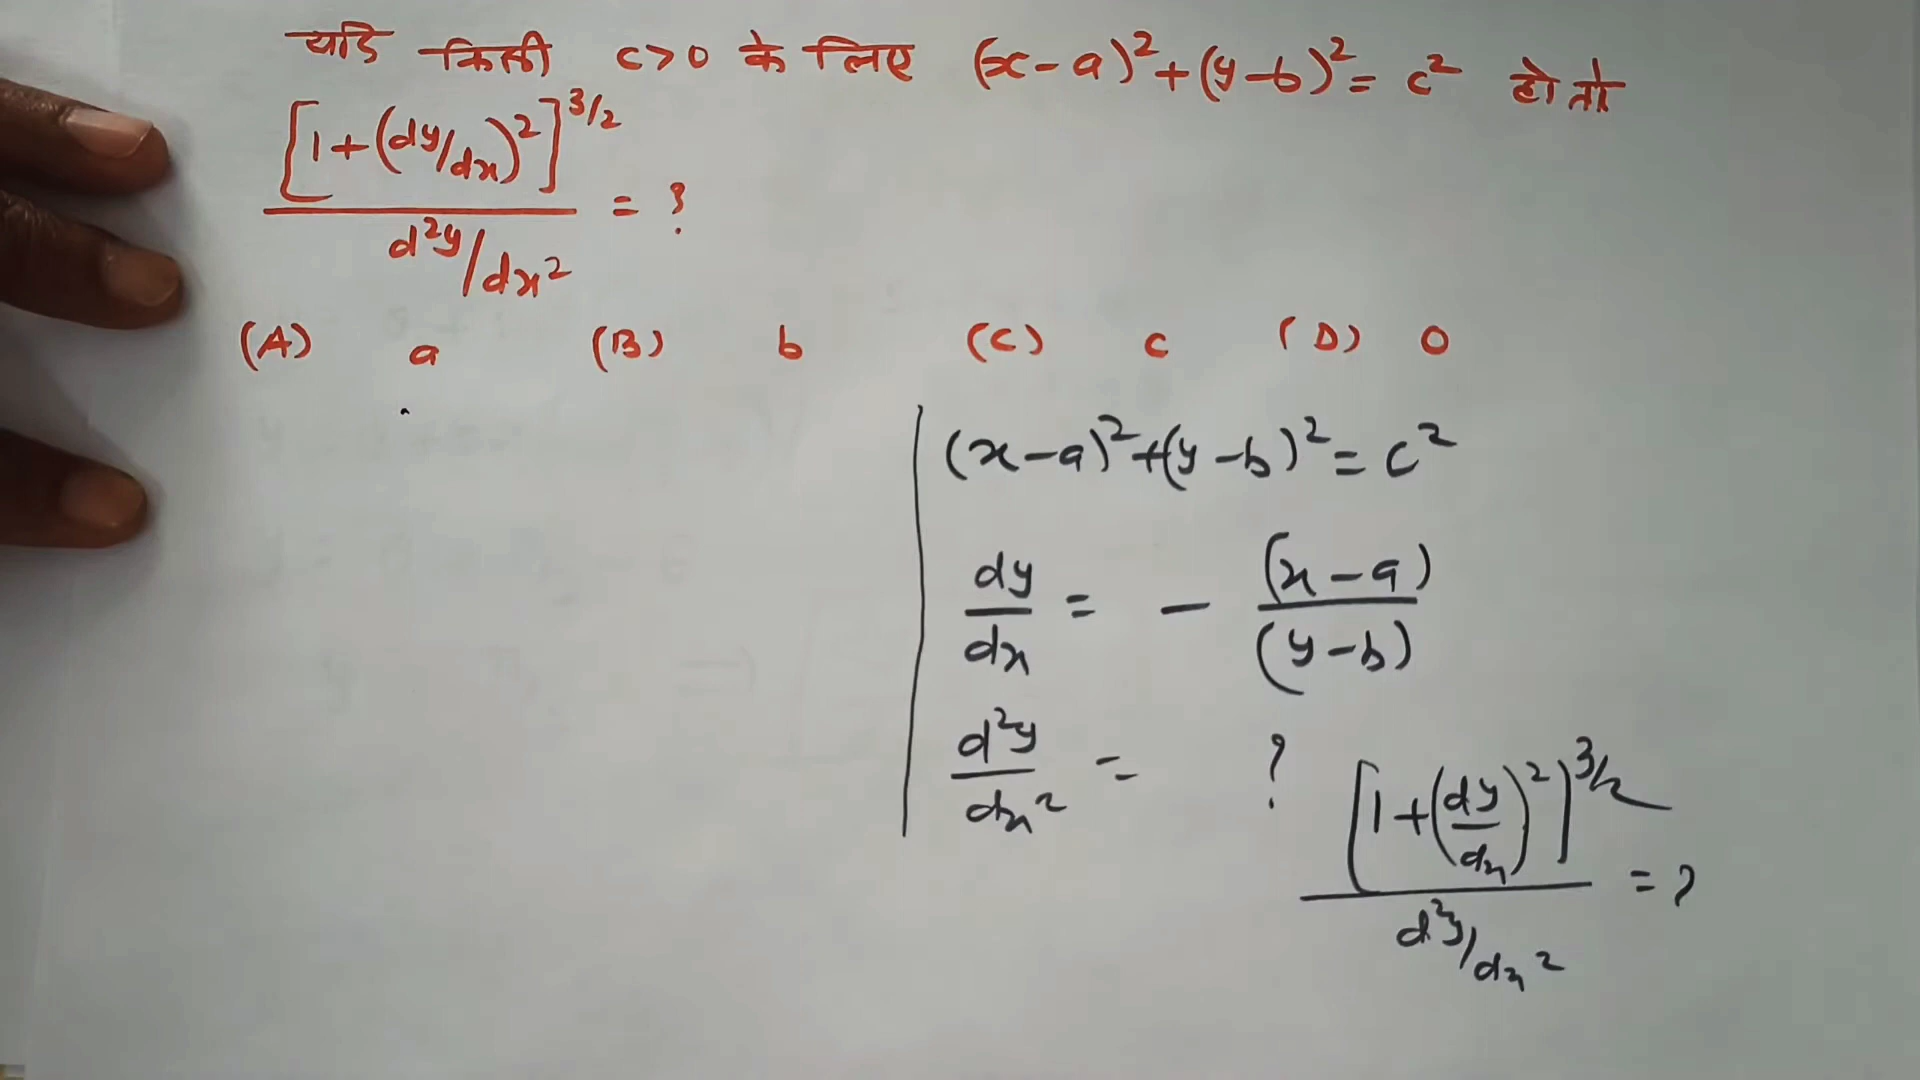 यदि किसी c>0 के लिए (x-a)²+(y-b)²= c² हो तो
[1+(dy/dx)²]^3/2
d²y/dx² = ?
(A) a (B) b (C) c (D) 0
(x-a)²+(y-b)²= c²
dy/dx = - (x-a)/(y-b)
d²y/dx² = ?
[1+(dy/dx)²]^3/2
d²y/dx² = ?